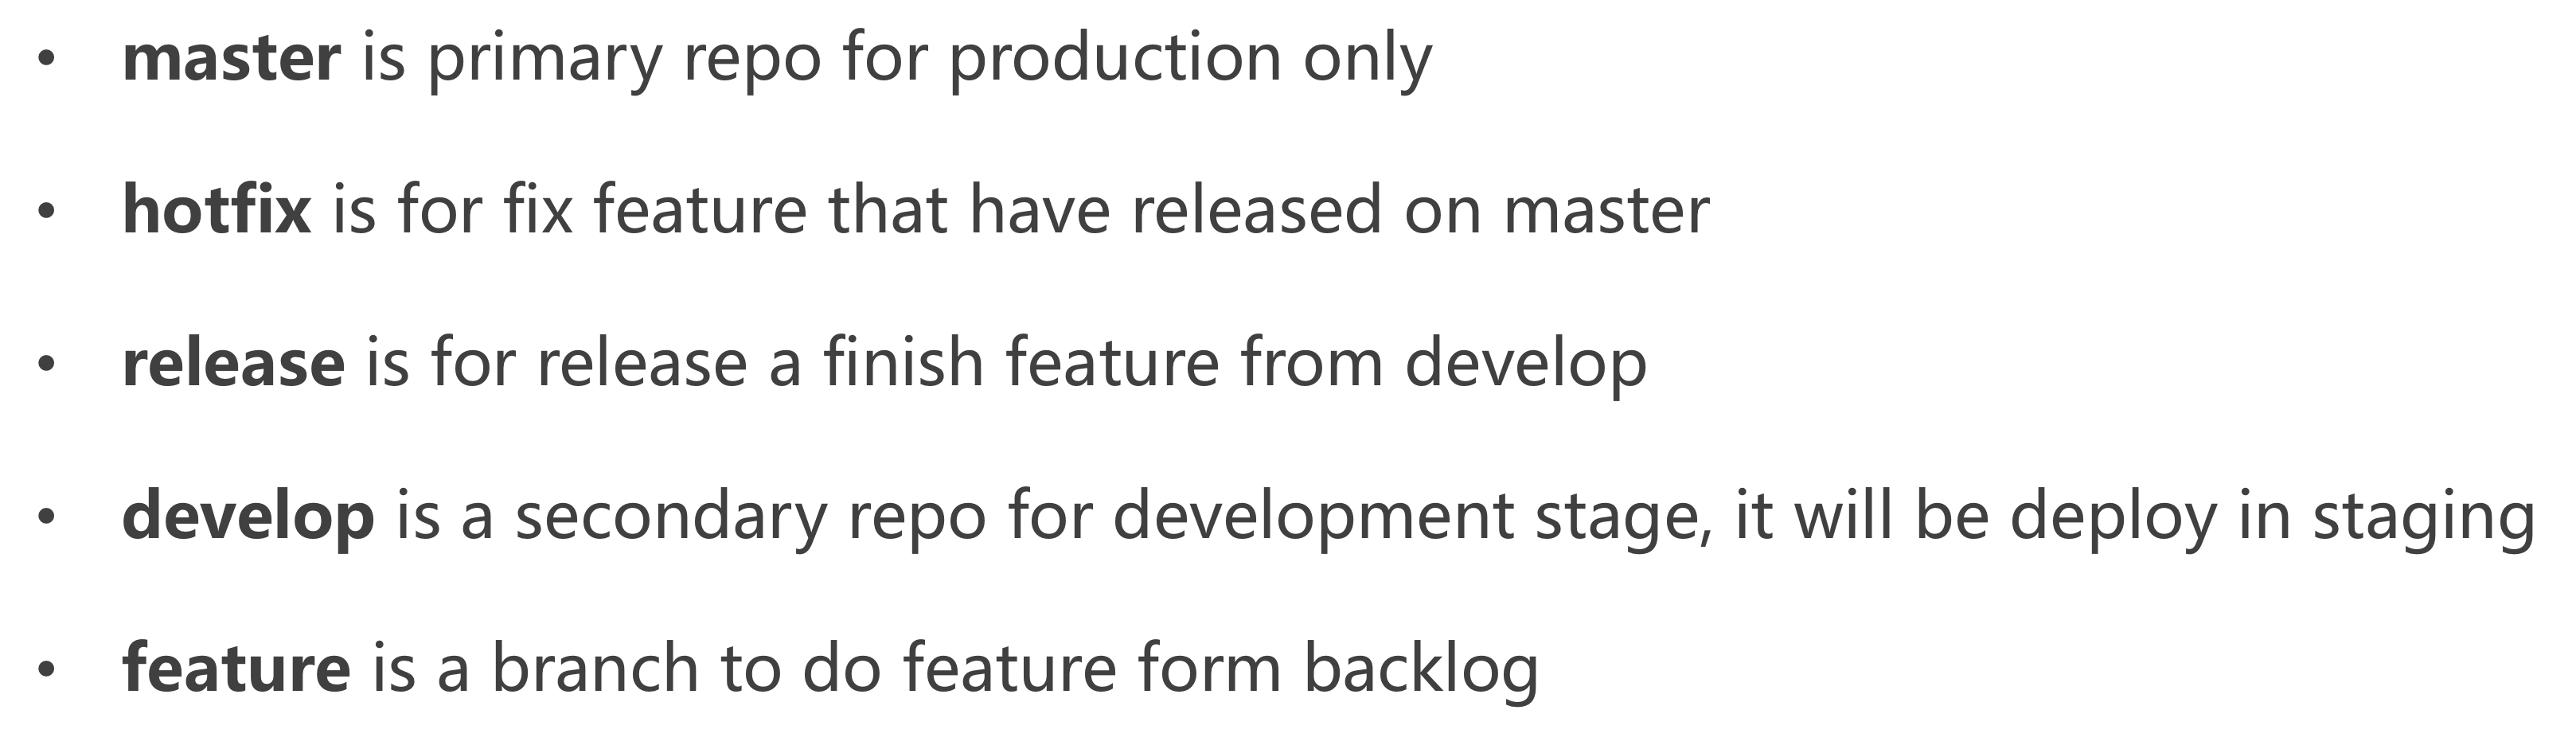 • master is primary repo for production only
• hotfix is for fix feature that have released on master
• release is for release a finish feature from develop
• develop is a secondary repo for development stage, it will be deploy in staging
• feature is a branch to do feature form backlog